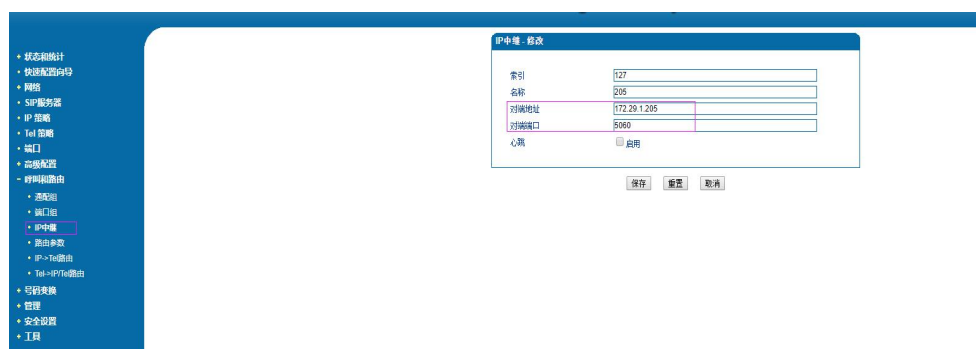 + 状态和统计
• 快速配置向导
+ 网络
• SIP服务器
• IP 策略
• Tel 策略
• 端口
+ 高级配置
- 呼叫和路由
• 通配组
• 端口组
• IP中继
• 路由参数
• IP->Tel路由
• Tel->IP/Tel路由
+ 号码变换
+ 管理
+ 安全设置
+ 工具
IP中继 - 修改
索引 127
名称 205
对端地址 172.29.1.205
对端端口 5060
心跳 启用
保存 重置 取消